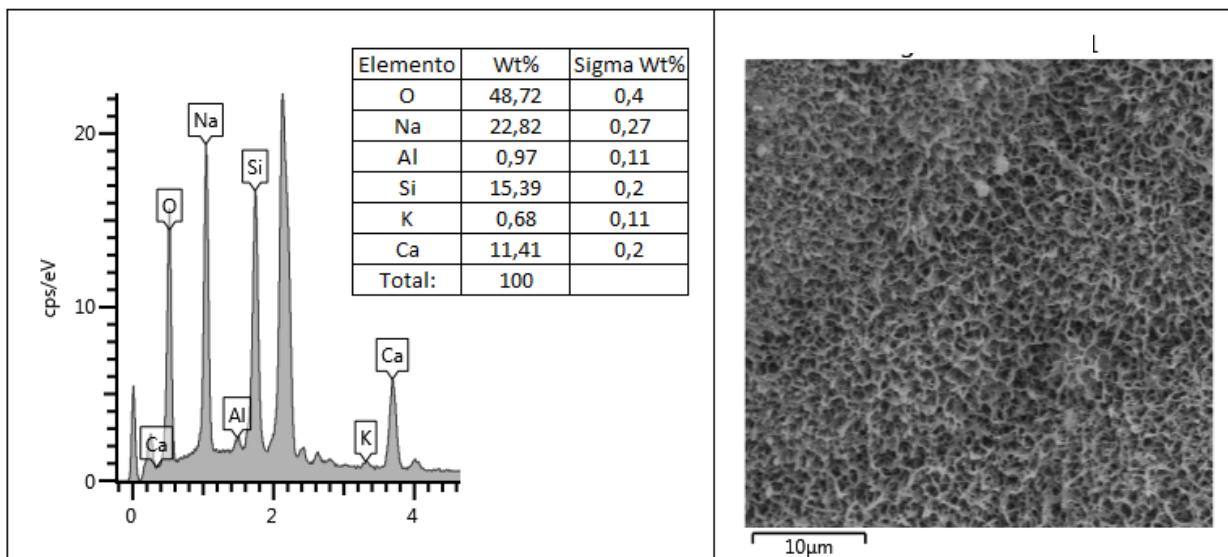 Elemento Wt% Sigma Wt%
O 48,72 0,4
Na 22,82 0,27
Al 0,97 0,11
Si 15,39 0,2
K 0,68 0,11
Ca 11,41 0,2
Total: 100
cps/eV
20
10
0
Ca
O
Na
Al
Si
K
Ca
0 2 4
10µm